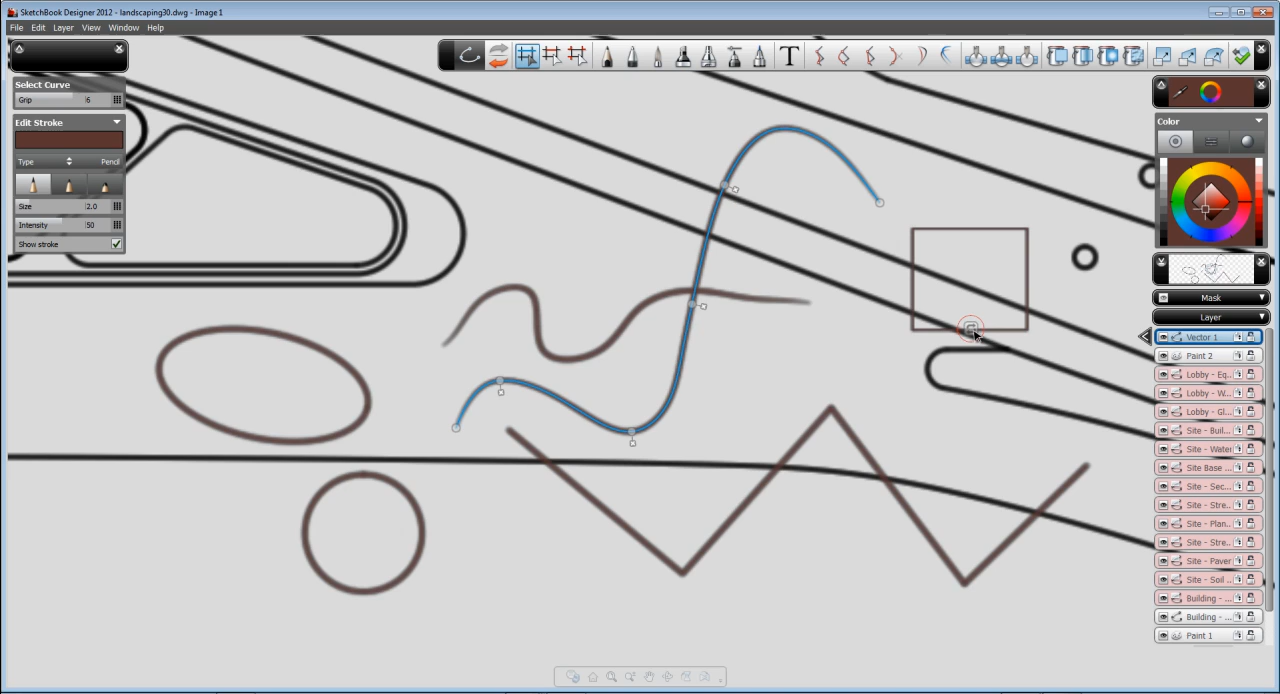 SketchBook Designer 2012 - landscaping30.dwg - Image 1
File Edit Layer View Window Help
T
Select Curve
Grip 6
Edit Stroke
Type Pencil
Size 2.0
Intensity 50
Show stroke
Color
Mask
Layer
Vector 1
Paint 2
Lobby - Eq...
Lobby - W...
Lobby - Gl...
Site - Buil...
Site - Water
Site Base ...
Site - Sec...
Site - Stre...
Site - Plan...
Site - Stre...
Site - Paver
Site - Soil ...
Building - ...
Building - ...
Paint 1